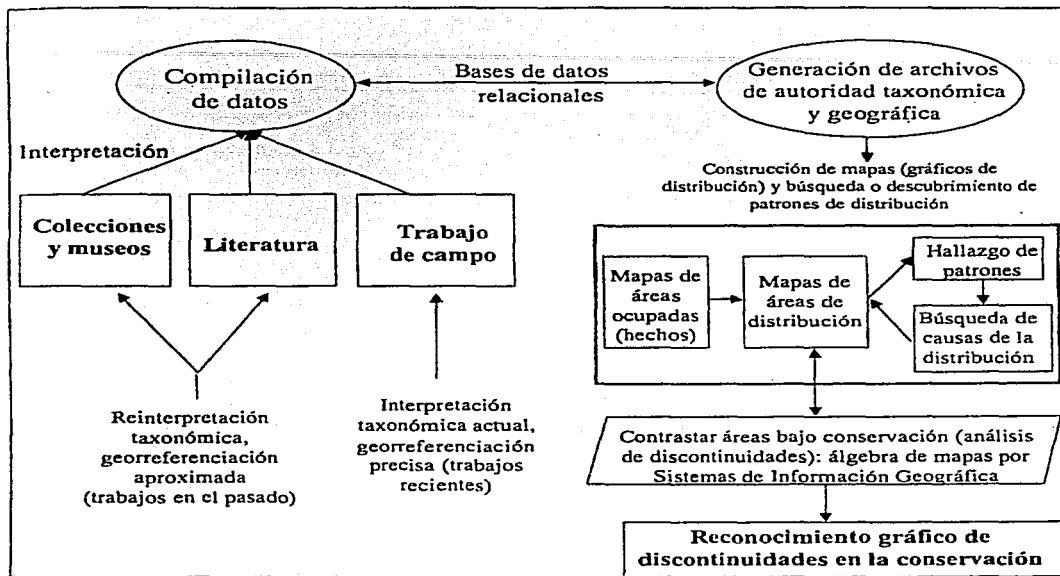 Compilación
de datos
Bases de datos
relacionales
Generación de archivos
de autoridad taxonómica
y geográfica
Interpretación
Construcción de mapas (gráficos de
distribución) y búsqueda o descubrimiento de
patrones de distribución
Colecciones
y museos
Literatura
Trabajo
de campo
Mapas de
áreas
ocupadas
(hechos)
Mapas de
áreas de
distribución
Hallazgo de
patrones
Búsqueda de
causas de la
distribución
Reinterpretación
taxonómica,
georreferenciación
aproximada
(trabajos en el pasado)
Interpretación
taxonómica actual,
georreferenciación
precisa (trabajos
recientes)
Contrastar áreas bajo conservación (análisis
de discontinuidades): álgebra de mapas por
Sistemas de Información Geográfica
Reconocimiento gráfico de
discontinuidades en la conservación